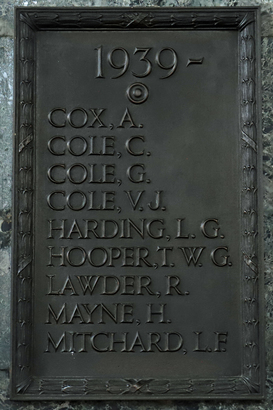 1939-
COX, A.
COLE, C.
COLE, G.
COLE, V. J.
HARDING, L. G.
HOOPER, T. W. G.
LAWDER, R.
MAYNE, H.
MITCHARD, L. F.